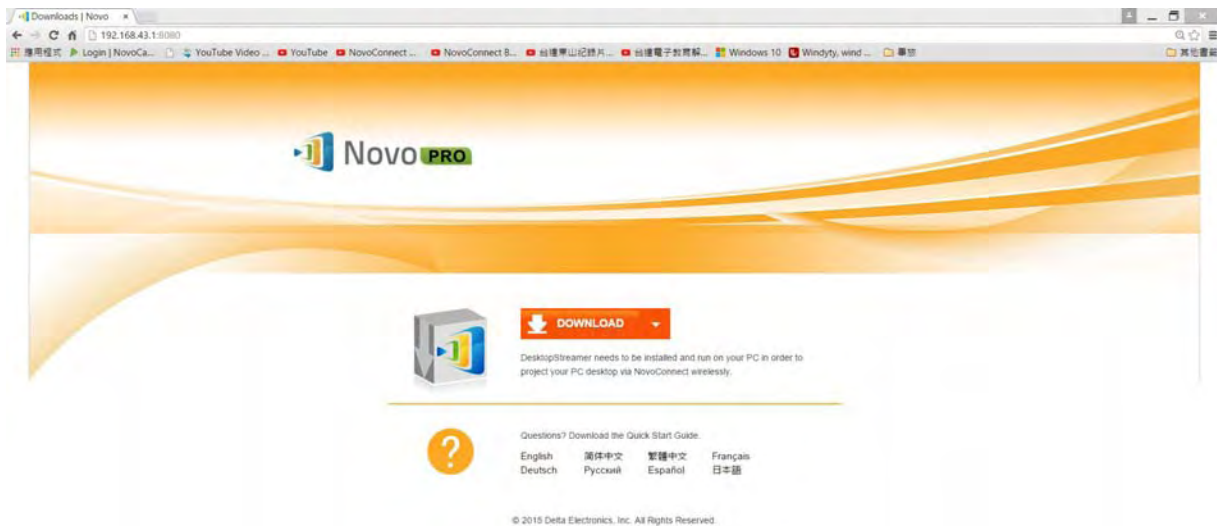 Downloads | Novo
192.168.43.1:8080
應用程式 Login | NovoCa... YouTube Video ... YouTube NovoConnect ... NovoConnect B... Windows 10 Windyty, wind ... 其他書籤
Novo PRO
DOWNLOAD
DesktopStreamer needs to be installed and run on your PC in order to
project your PC desktop via NovoConnect wirelessly.
Questions? Download the Quick Start Guide.
English 简体中文 繁體中文 Français
Deutsch Русский Español 日本語
© 2015 Delta Electronics, Inc. All Rights Reserved.